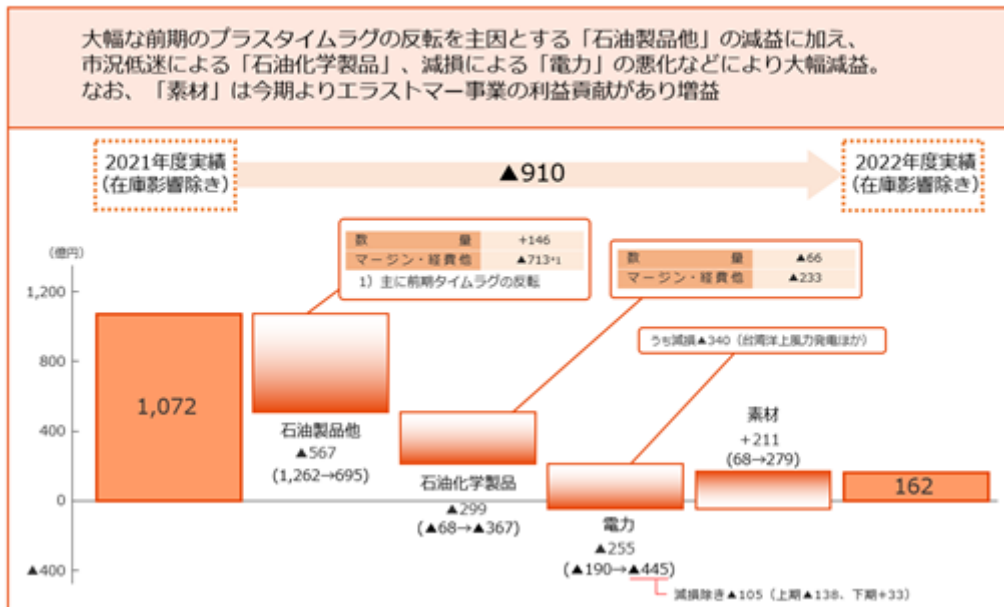 大幅な前期のプラスタイムラグの反転を主因とする「石油製品他」の減益に加え、
市況低迷による「石油化学製品」、減損による「電力」の悪化などにより大幅減益。
なお、「素材」は今期よりエラストマー事業の利益貢献があり増益
2021年度実績
(在庫影響除き)
▲910
2022年度実績
(在庫影響除き)
(億円)
1,200
800
400
0
▲400
数量 +146
マージン・経費他 ▲713*1
1）主に前期タイムラグの反転
数量 ▲66
マージン・経費他 ▲233
うち減損▲340（台湾洋上風力発電ほか）
1,072
石油製品他
▲567
(1,262→695)
石油化学製品
▲299
(▲68→▲367)
電力
▲255
(▲190→▲445)
減損除き▲105（上期▲138、下期+33）
素材
+211
(68→279)
162